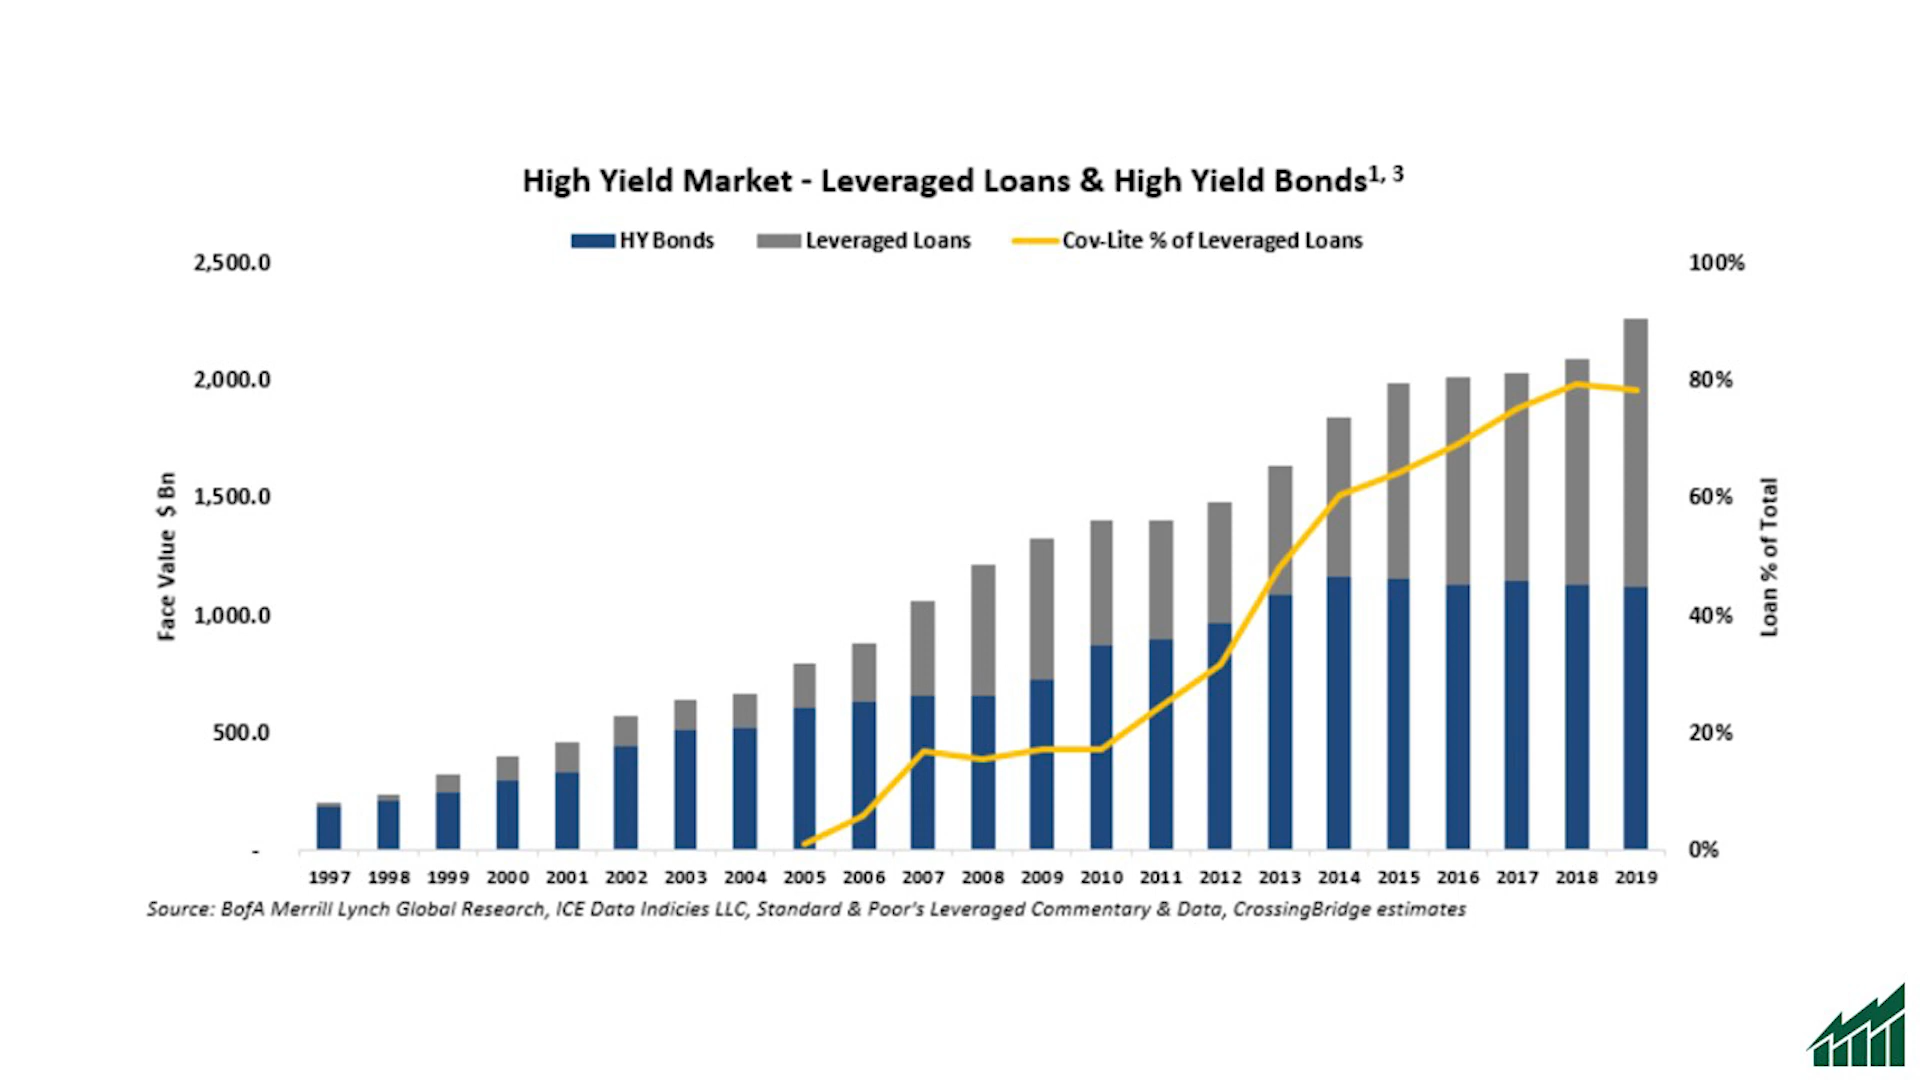 High Yield Market - Leveraged Loans & High Yield Bonds1, 3
HY Bonds Leveraged Loans Cov-Lite % of Leveraged Loans
2,500.0
2,000.0
1,500.0
1,000.0
500.0
-
Face Value $ Bn
100%
80%
60%
40%
20%
0%
Loan % of Total
1997 1998 1999 2000 2001 2002 2003 2004 2005 2006 2007 2008 2009 2010 2011 2012 2013 2014 2015 2016 2017 2018 2019
Source: BofA Merrill Lynch Global Research, ICE Data Indicies LLC, Standard & Poor's Leveraged Commentary & Data, CrossingBridge estimates